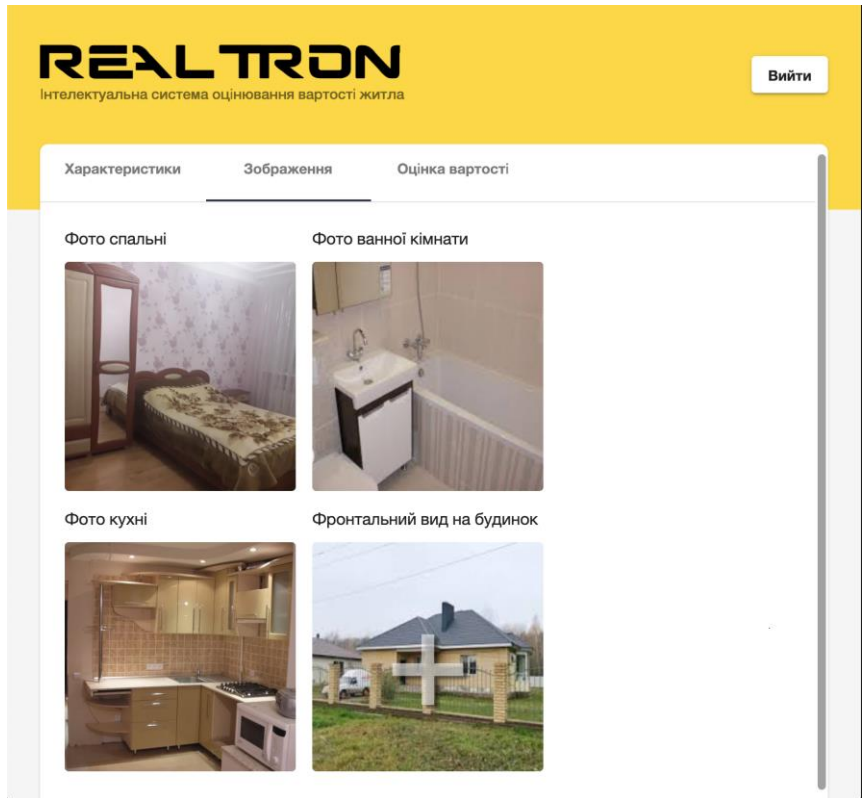 REALTRON
Інтелектуальна система оцінювання вартості житла
Вийти
Характеристики Зображення Оцінка вартості
Фото спальні Фото ванної кімнати
Фото кухні Фронтальний вид на будинок